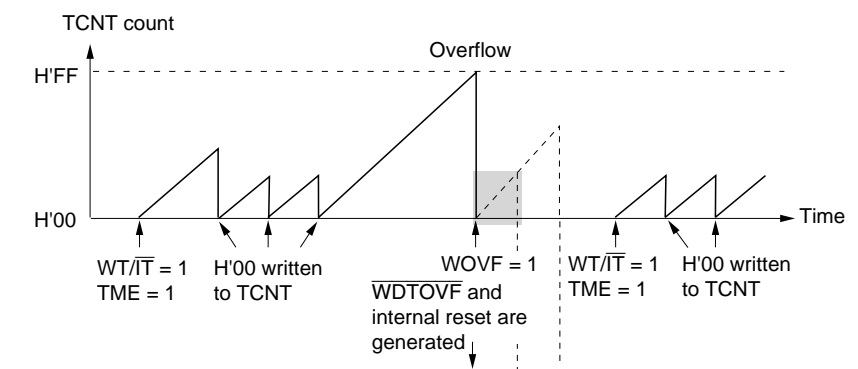 TCNT count
Overflow
H'FF
H'00
Time
WT/IT = 1
TME = 1
H'00 written
to TCNT
WOVF = 1
WDTOVF and
internal reset are
generated
WT/IT = 1
TME = 1
H'00 written
to TCNT